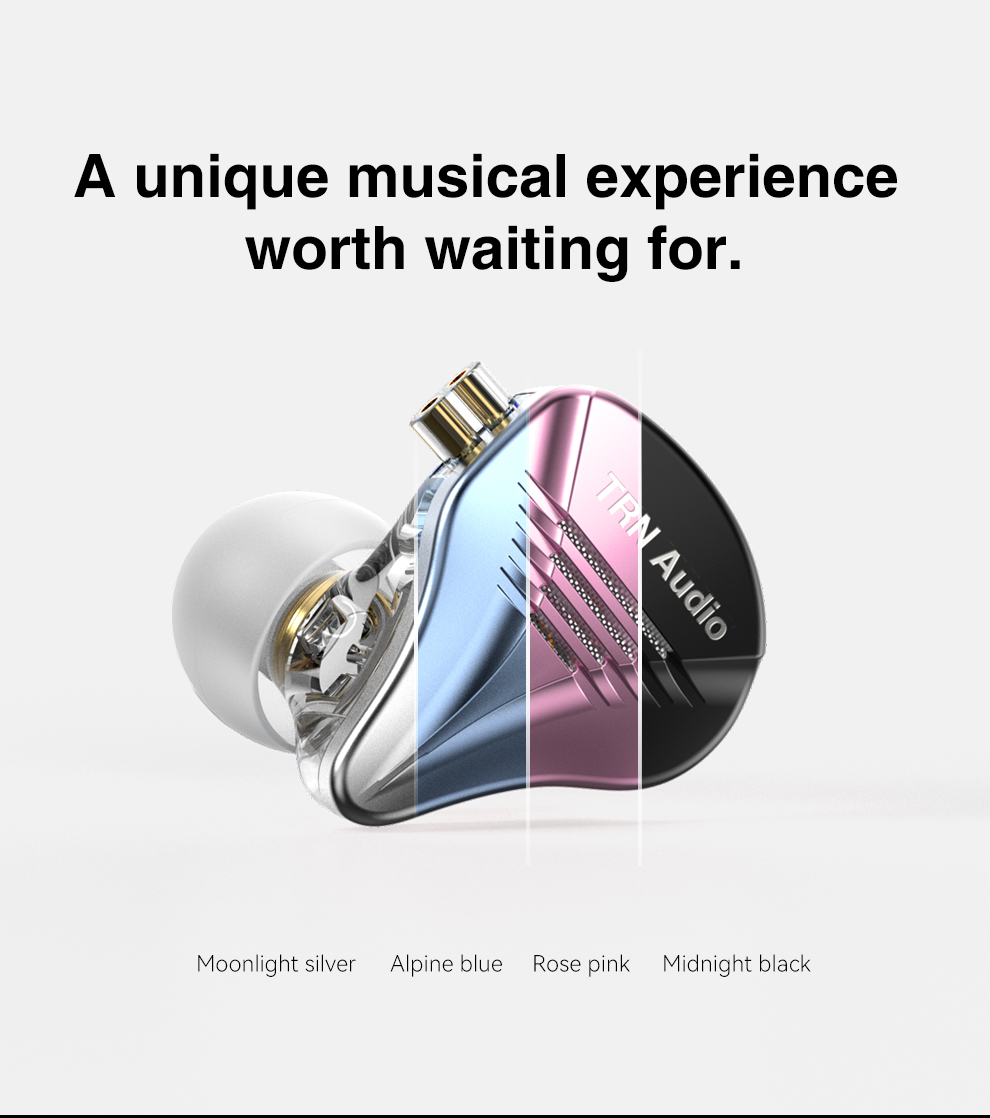 A unique musical experience
worth waiting for.
TRN Audio
Moonlight silver
Alpine blue
Rose pink
Midnight black